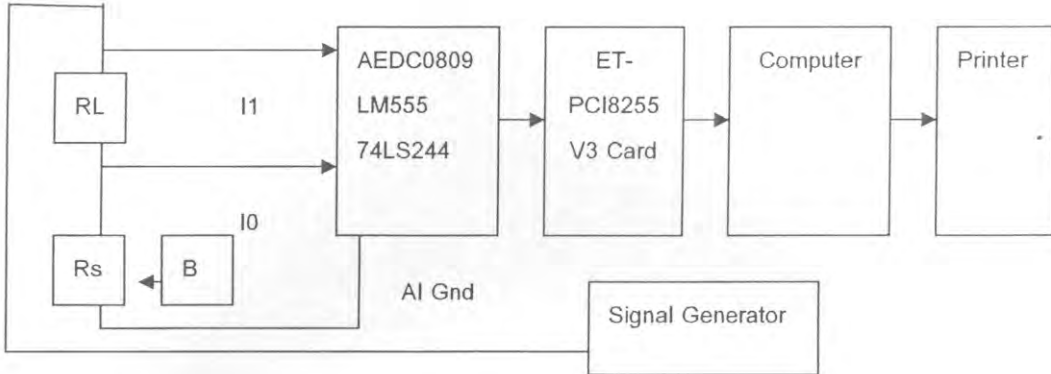 RL
I1
I0
Rs
B
AI Gnd
AEDC0809
LM555
74LS244
ET-
PCI8255
V3 Card
Computer
Printer
Signal Generator